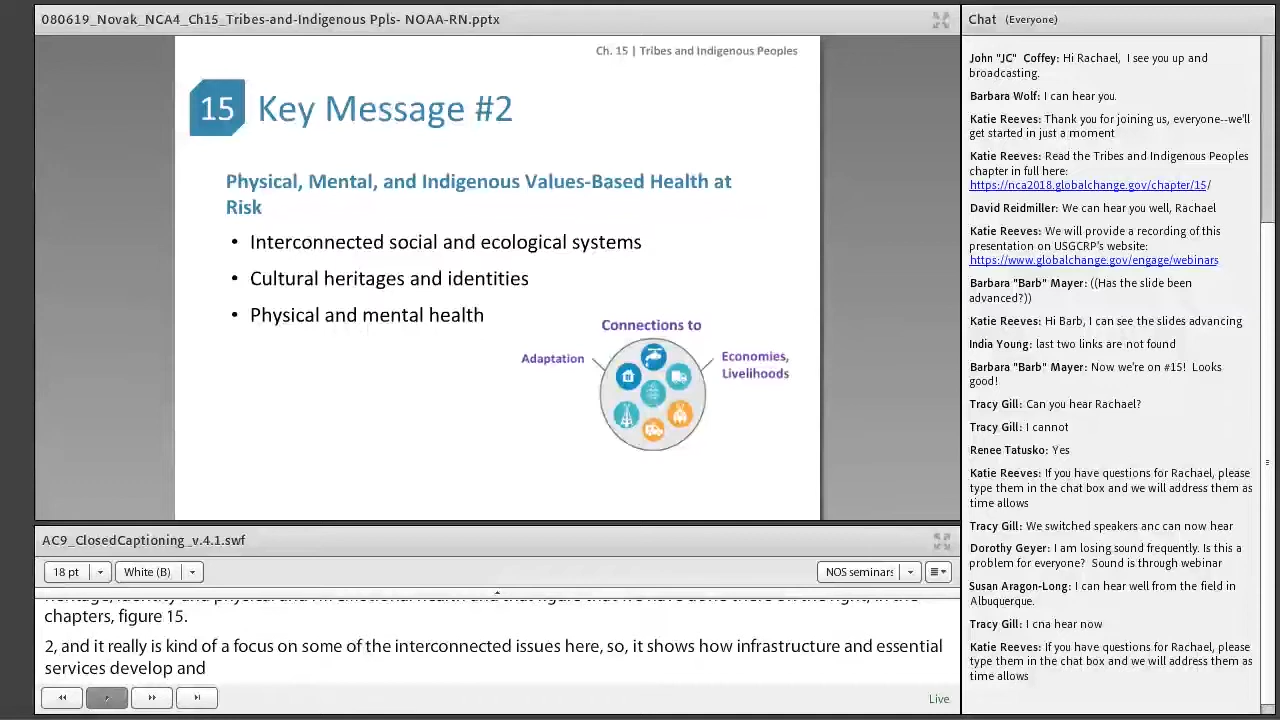 080619_Novak_NCA4_Ch15_Tribes-and-Indigenous Ppls- NOAA-RN.pptx
Ch. 15 | Tribes and Indigenous Peoples
15 Key Message #2
Physical, Mental, and Indigenous Values-Based Health at
Risk
• Interconnected social and ecological systems
• Cultural heritages and identities
• Physical and mental health
Connections to
Adaptation
Economies,
Livelihoods
AC9_ClosedCaptioning_v.4.1.swf
18 pt White (B) NOS seminars
chapters, figure 15.
2, and it really is kind of a focus on some of the interconnected issues here, so, it shows how infrastructure and essential
services develop and
Live
Chat (Everyone)
John "JC" Coffey: Hi Rachael, I see you up and
broadcasting.
Barbara Wolf: I can hear you.
Katie Reeves: Thank you for joining us, everyone--we'll
get started in just a moment
Katie Reeves: Read the Tribes and Indigenous Peoples
chapter in full here:
https://nca2018.globalchange.gov/chapter/15/
David Reidmiller: We can hear you well, Rachael
Katie Reeves: We will provide a recording of this
presentation on USGCRP's website:
https://www.globalchange.gov/engage/webinars
Barbara "Barb" Mayer: ((Has the slide been
advanced?))
Katie Reeves: Hi Barb, I can see the slides advancing
India Young: last two links are not found
Barbara "Barb" Mayer: Now we're on #15! Looks
good!
Tracy Gill: Can you hear Rachael?
Tracy Gill: I cannot
Renee Tatusko: Yes
Katie Reeves: If you have questions for Rachael, please
type them in the chat box and we will address them as
time allows
Tracy Gill: We switched speakers anc can now hear
Dorothy Geyer: I am losing sound frequently. Is this a
problem for everyone? Sound is through webinar
Susan Aragon-Long: I can hear well from the field in
Albuquerque.
Tracy Gill: I cna hear now
Katie Reeves: If you have questions for Rachael, please
type them in the chat box and we will address them as
time allows